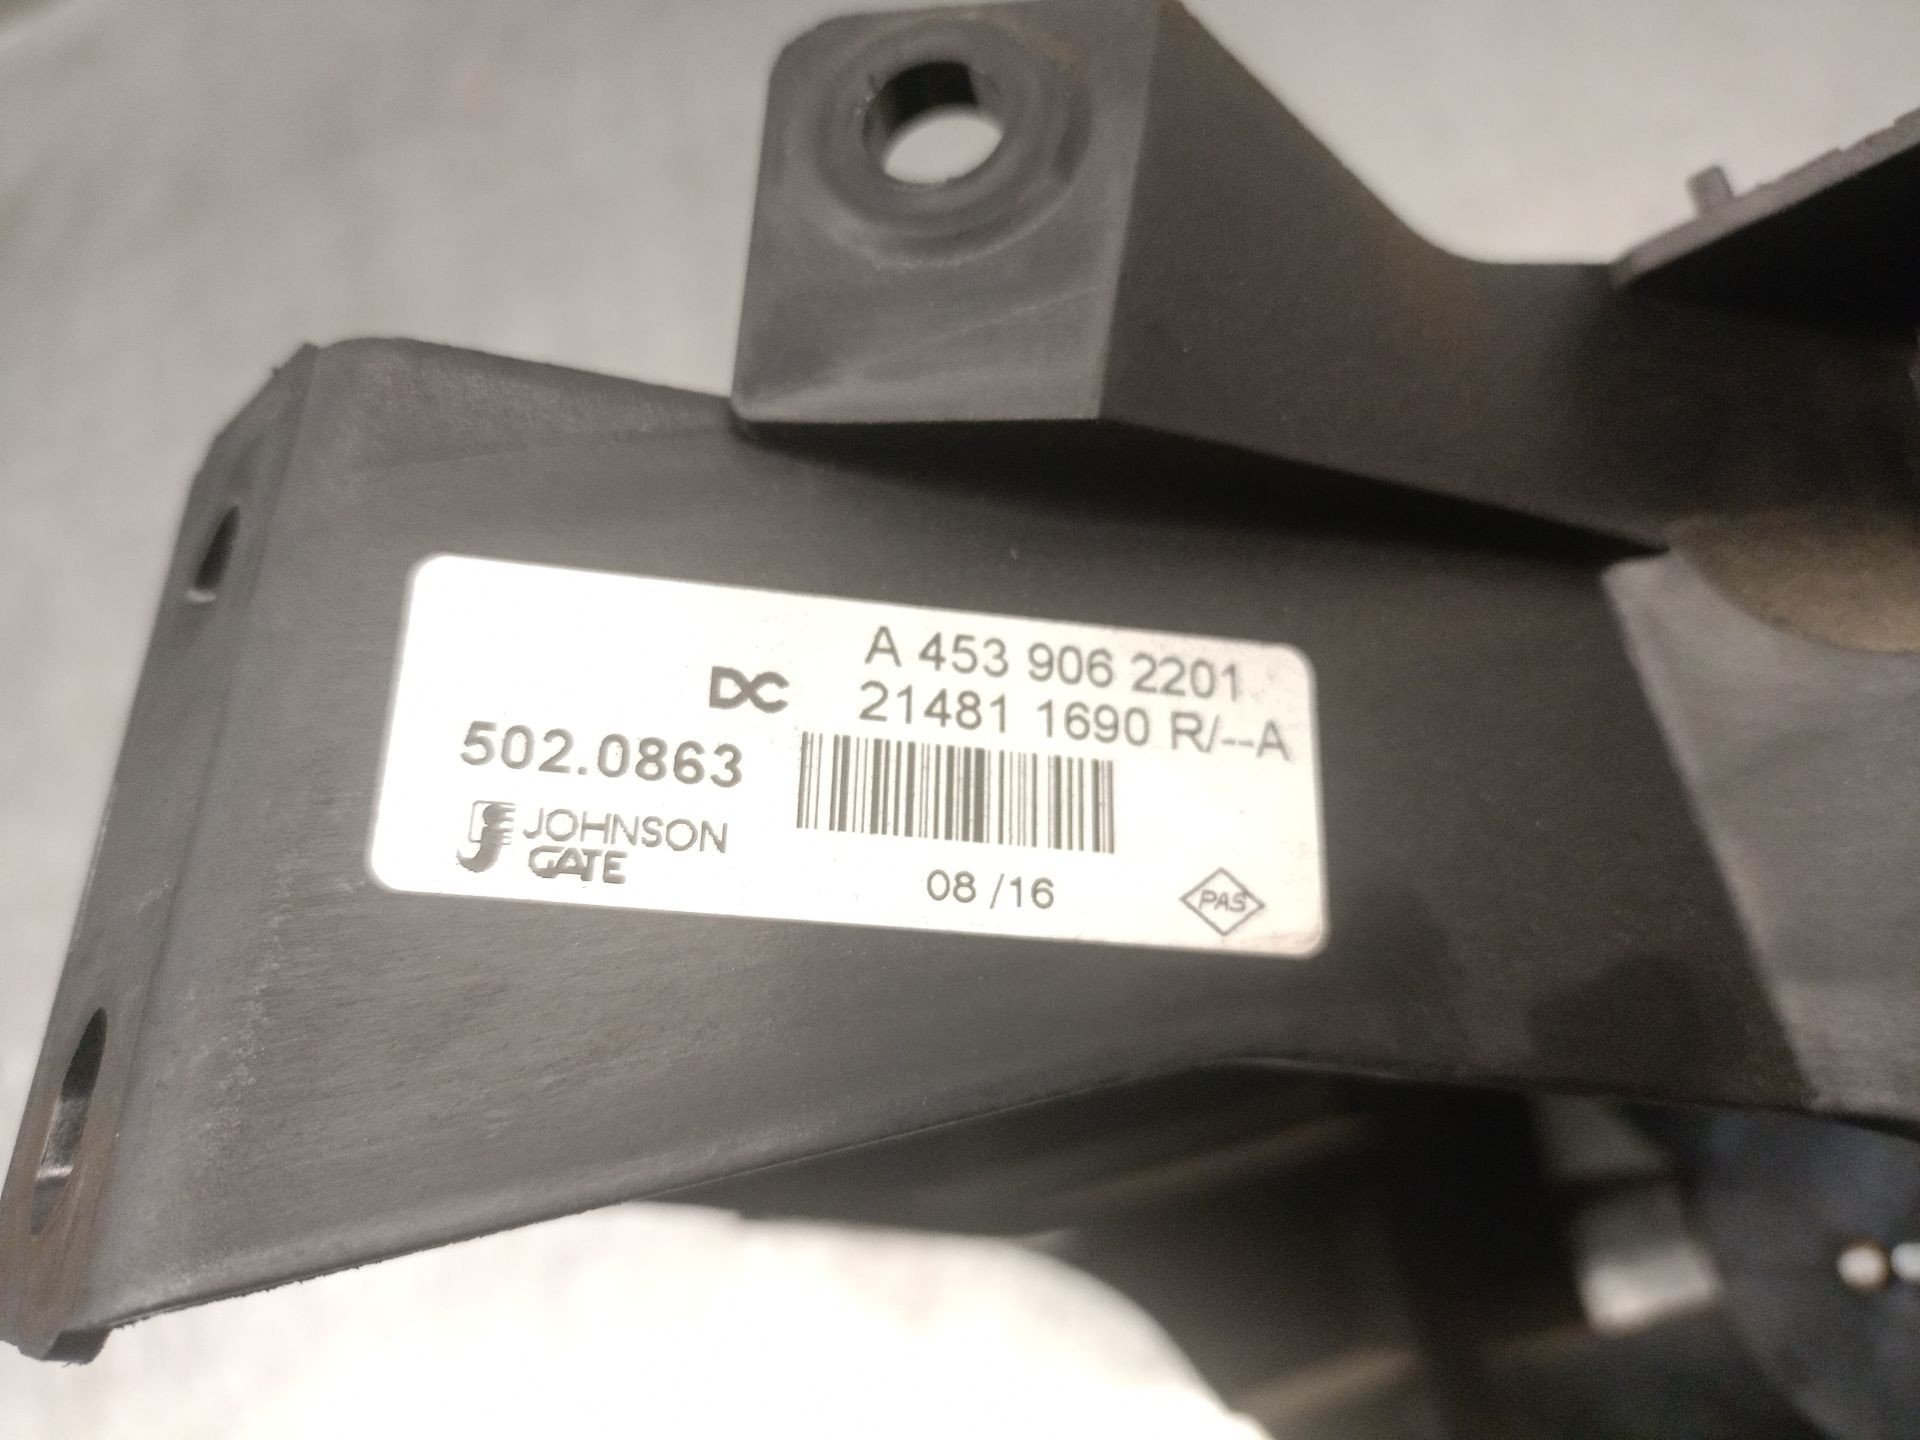 A 453 906 2201
DC 21481 1690 R/--A
502.0863
JOHNSON
GATE
08 /16
PAS